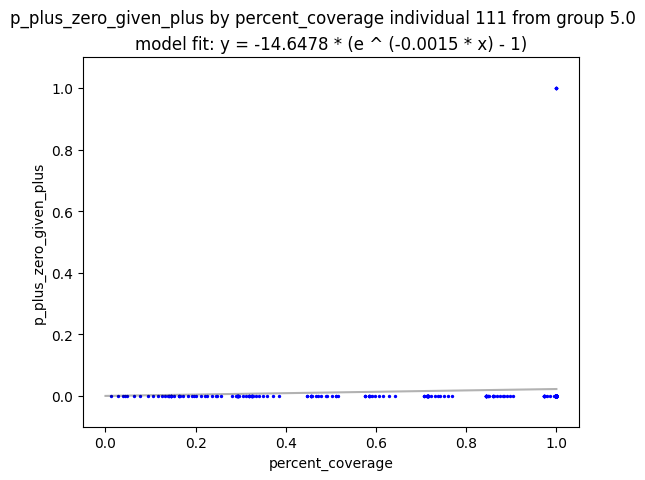 p_plus_zero_given_plus by percent_coverage individual 111 from group 5.0
model fit: y = -14.6478 * (e ^ (-0.0015 * x) - 1)
1.0
0.8
0.6
0.4
0.2
0.0
p_plus_zero_given_plus
0.0 0.2 0.4 0.6 0.8 1.0
percent_coverage